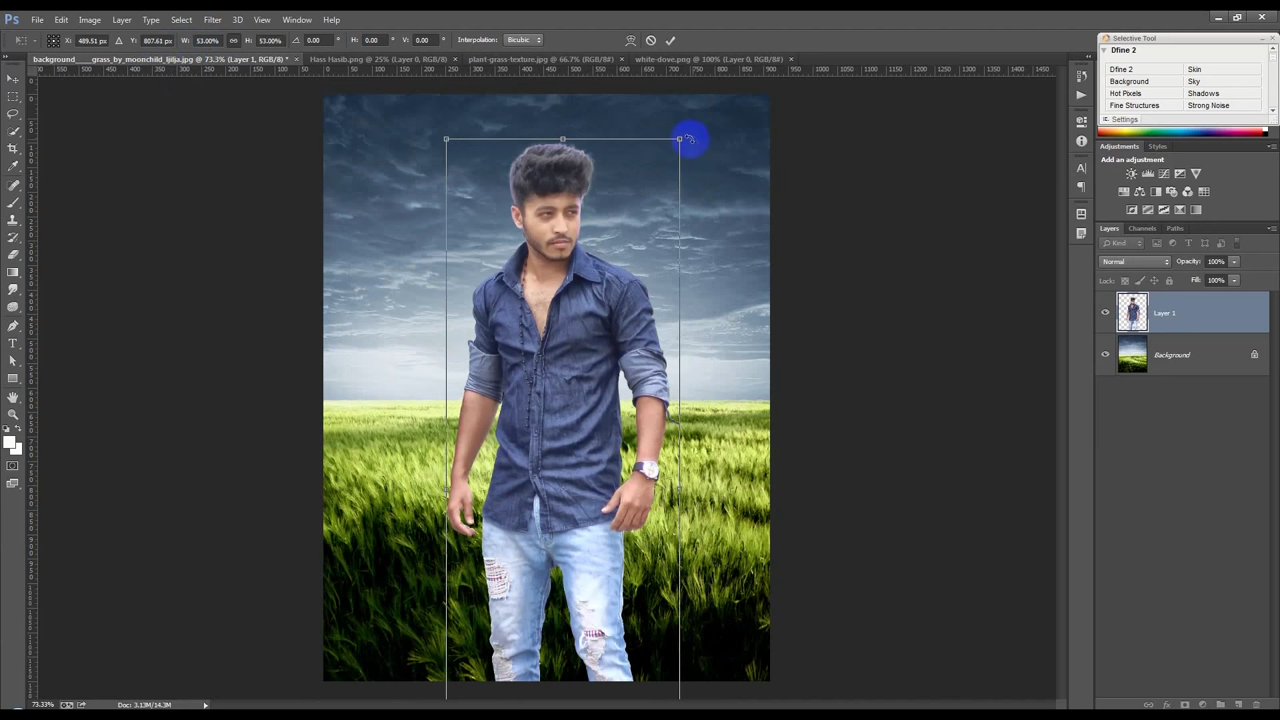 Ps File Edit Image Layer Type Select Filter 3D View Window Help
X: 489.51 px Y: 807.61 px W: 53.00% H: 53.00% 0.00 ° H: 0.00 ° V: 0.00 ° Interpolation: Bicubic
background____grass_by_moonchild_ljilja.jpg @ 73.3% (Layer 1, RGB/8) * × Hass Hasib.png @ 25% (Layer 0, RGB/8) × plant-grass-texture.jpg @ 66.7% (RGB/8#) × white-dove.png @ 100% (Layer 0, RGB/8#) ×
Selective Tool
Dfine 2
Dfine 2 Skin
Background Sky
Hot Pixels Shadows
Fine Structures Strong Noise
Settings
Adjustments Styles
Add an adjustment
Layers Channels Paths
Kind
Normal Opacity: 100%
Lock: Fill: 100%
Layer 1
Background
73.33% Doc: 3.13M/14.3M